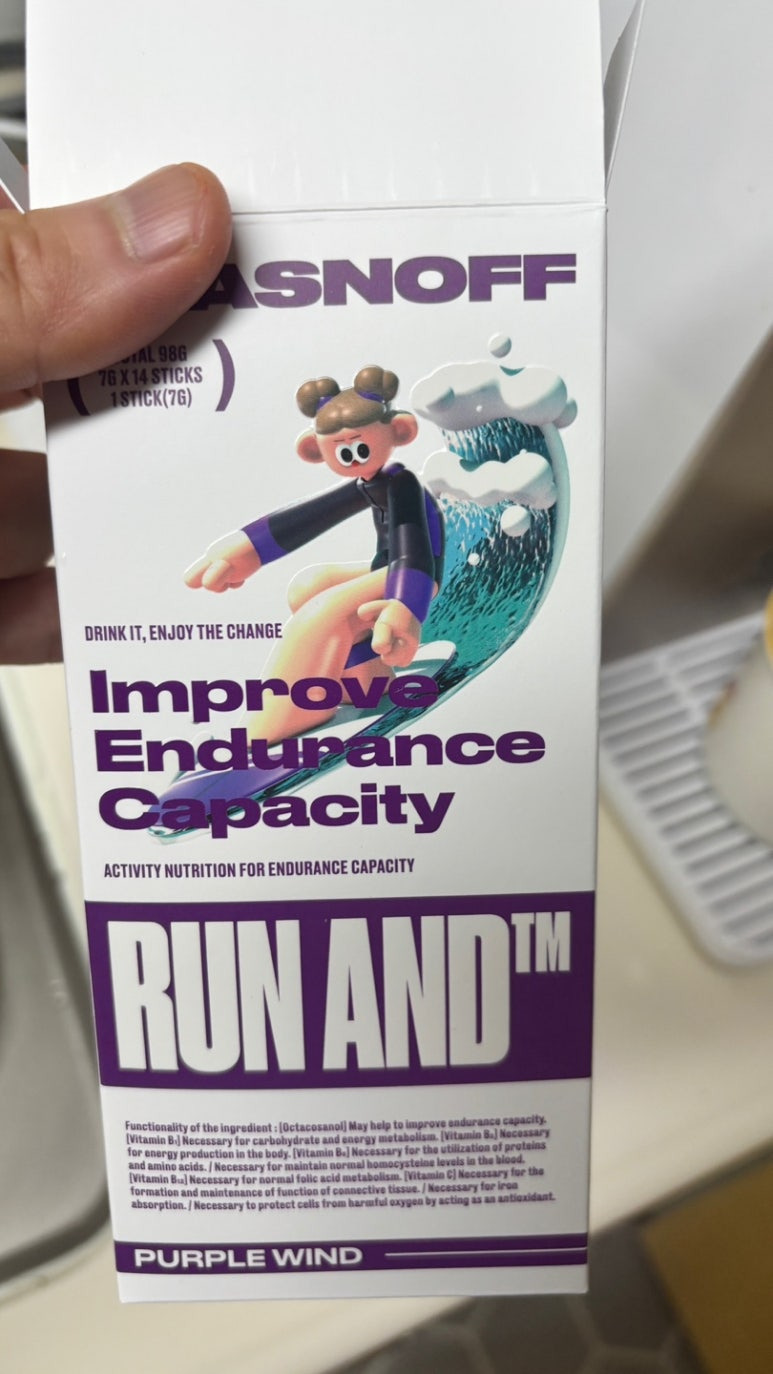 ASNOFF
TOTAL 98G
7G X 14 STICKS
1 STICK(7G)
DRINK IT, ENJOY THE CHANGE
Improve
Endurance
Capacity
ACTIVITY NUTRITION FOR ENDURANCE CAPACITY
RUN AND™
Functionality of the ingredient : [Octacosanol] May help to improve endurance capacity.
[Vitamin B₁] Necessary for carbohydrate and energy metabolism. [Vitamin B₂] Necessary
for energy production in the body. [Vitamin B₆] Necessary for the utilization of proteins
and amino acids. / Necessary for maintain normal homocysteine levels in the blood.
[Vitamin B₁₂] Necessary for normal folic acid metabolism. [Vitamin C] Necessary for the
formation and maintenance of function of connective tissue. / Necessary for iron
absorption. / Necessary to protect cells from harmful oxygen by acting as an antioxidant.
PURPLE WIND